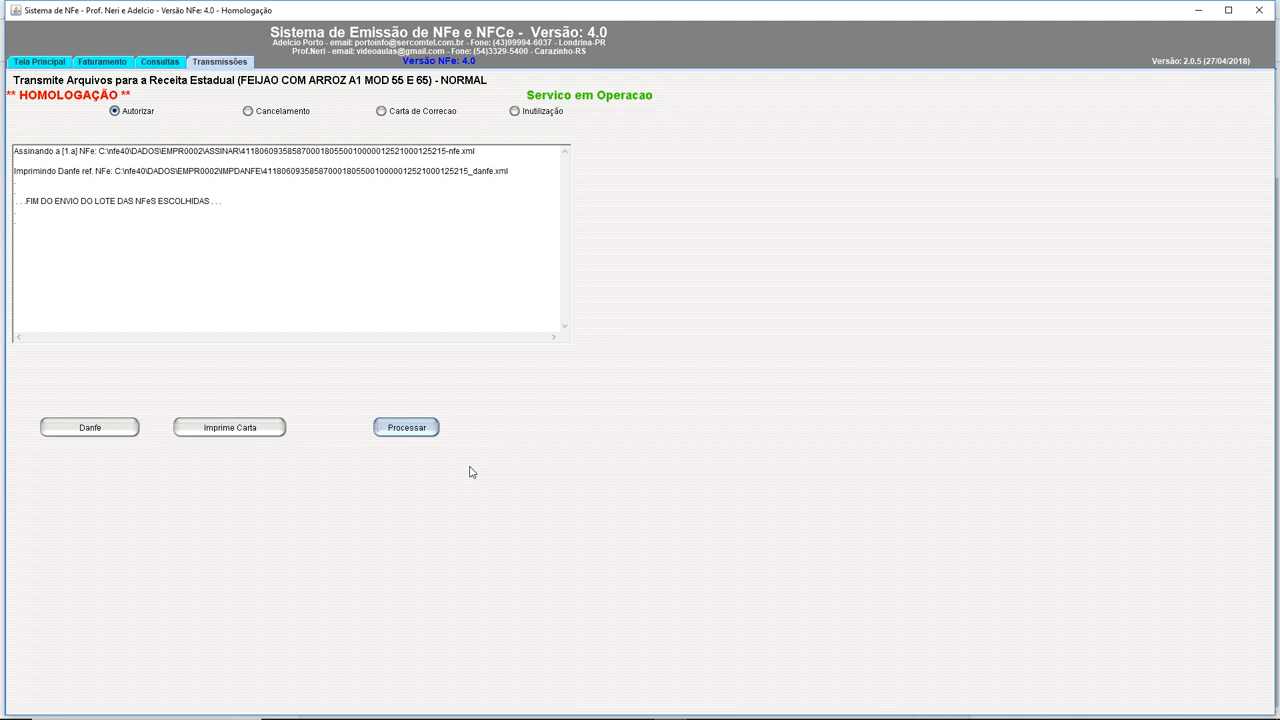 Sistema de NFe - Prof. Neri e Adelcio - Versão NFe: 4.0 - Homologação
Sistema de Emissão de NFe e NFCe - Versão: 4.0
Adelcio Porto - email: portoinfo@sercomtel.com.br - Fone: (43)99994-6037 - Londrina-PR
Prof.Neri - email: videoaulas@gmail.com - Fone: (54)3329-5400 - Carazinho-RS
Tela Principal Faturamento Consultas Transmissões Versão NFe: 4.0 Versão: 2.0.5 (27/04/2018)
Transmite Arquivos para a Receita Estadual (FEIJAO COM ARROZ A1 MOD 55 E 65) - NORMAL
** HOMOLOGAÇÃO ** Servico em Operacao
Autorizar Cancelamento Carta de Correcao Inutilização
Assinando a [1.a] NFe: C:\nfe40\DADOS\EMPR0002\ASSINAR\41180609358587000180550010000012521000125215-nfe.xml
Imprimindo Danfe ref. NFe: C:\nfe40\DADOS\EMPR0002\IMPDANFE\41180609358587000180550010000012521000125215_danfe.xml
.
.
. . .FIM DO ENVIO DO LOTE DAS NFeS ESCOLHIDAS . . .
.
.
Danfe Imprime Carta Processar